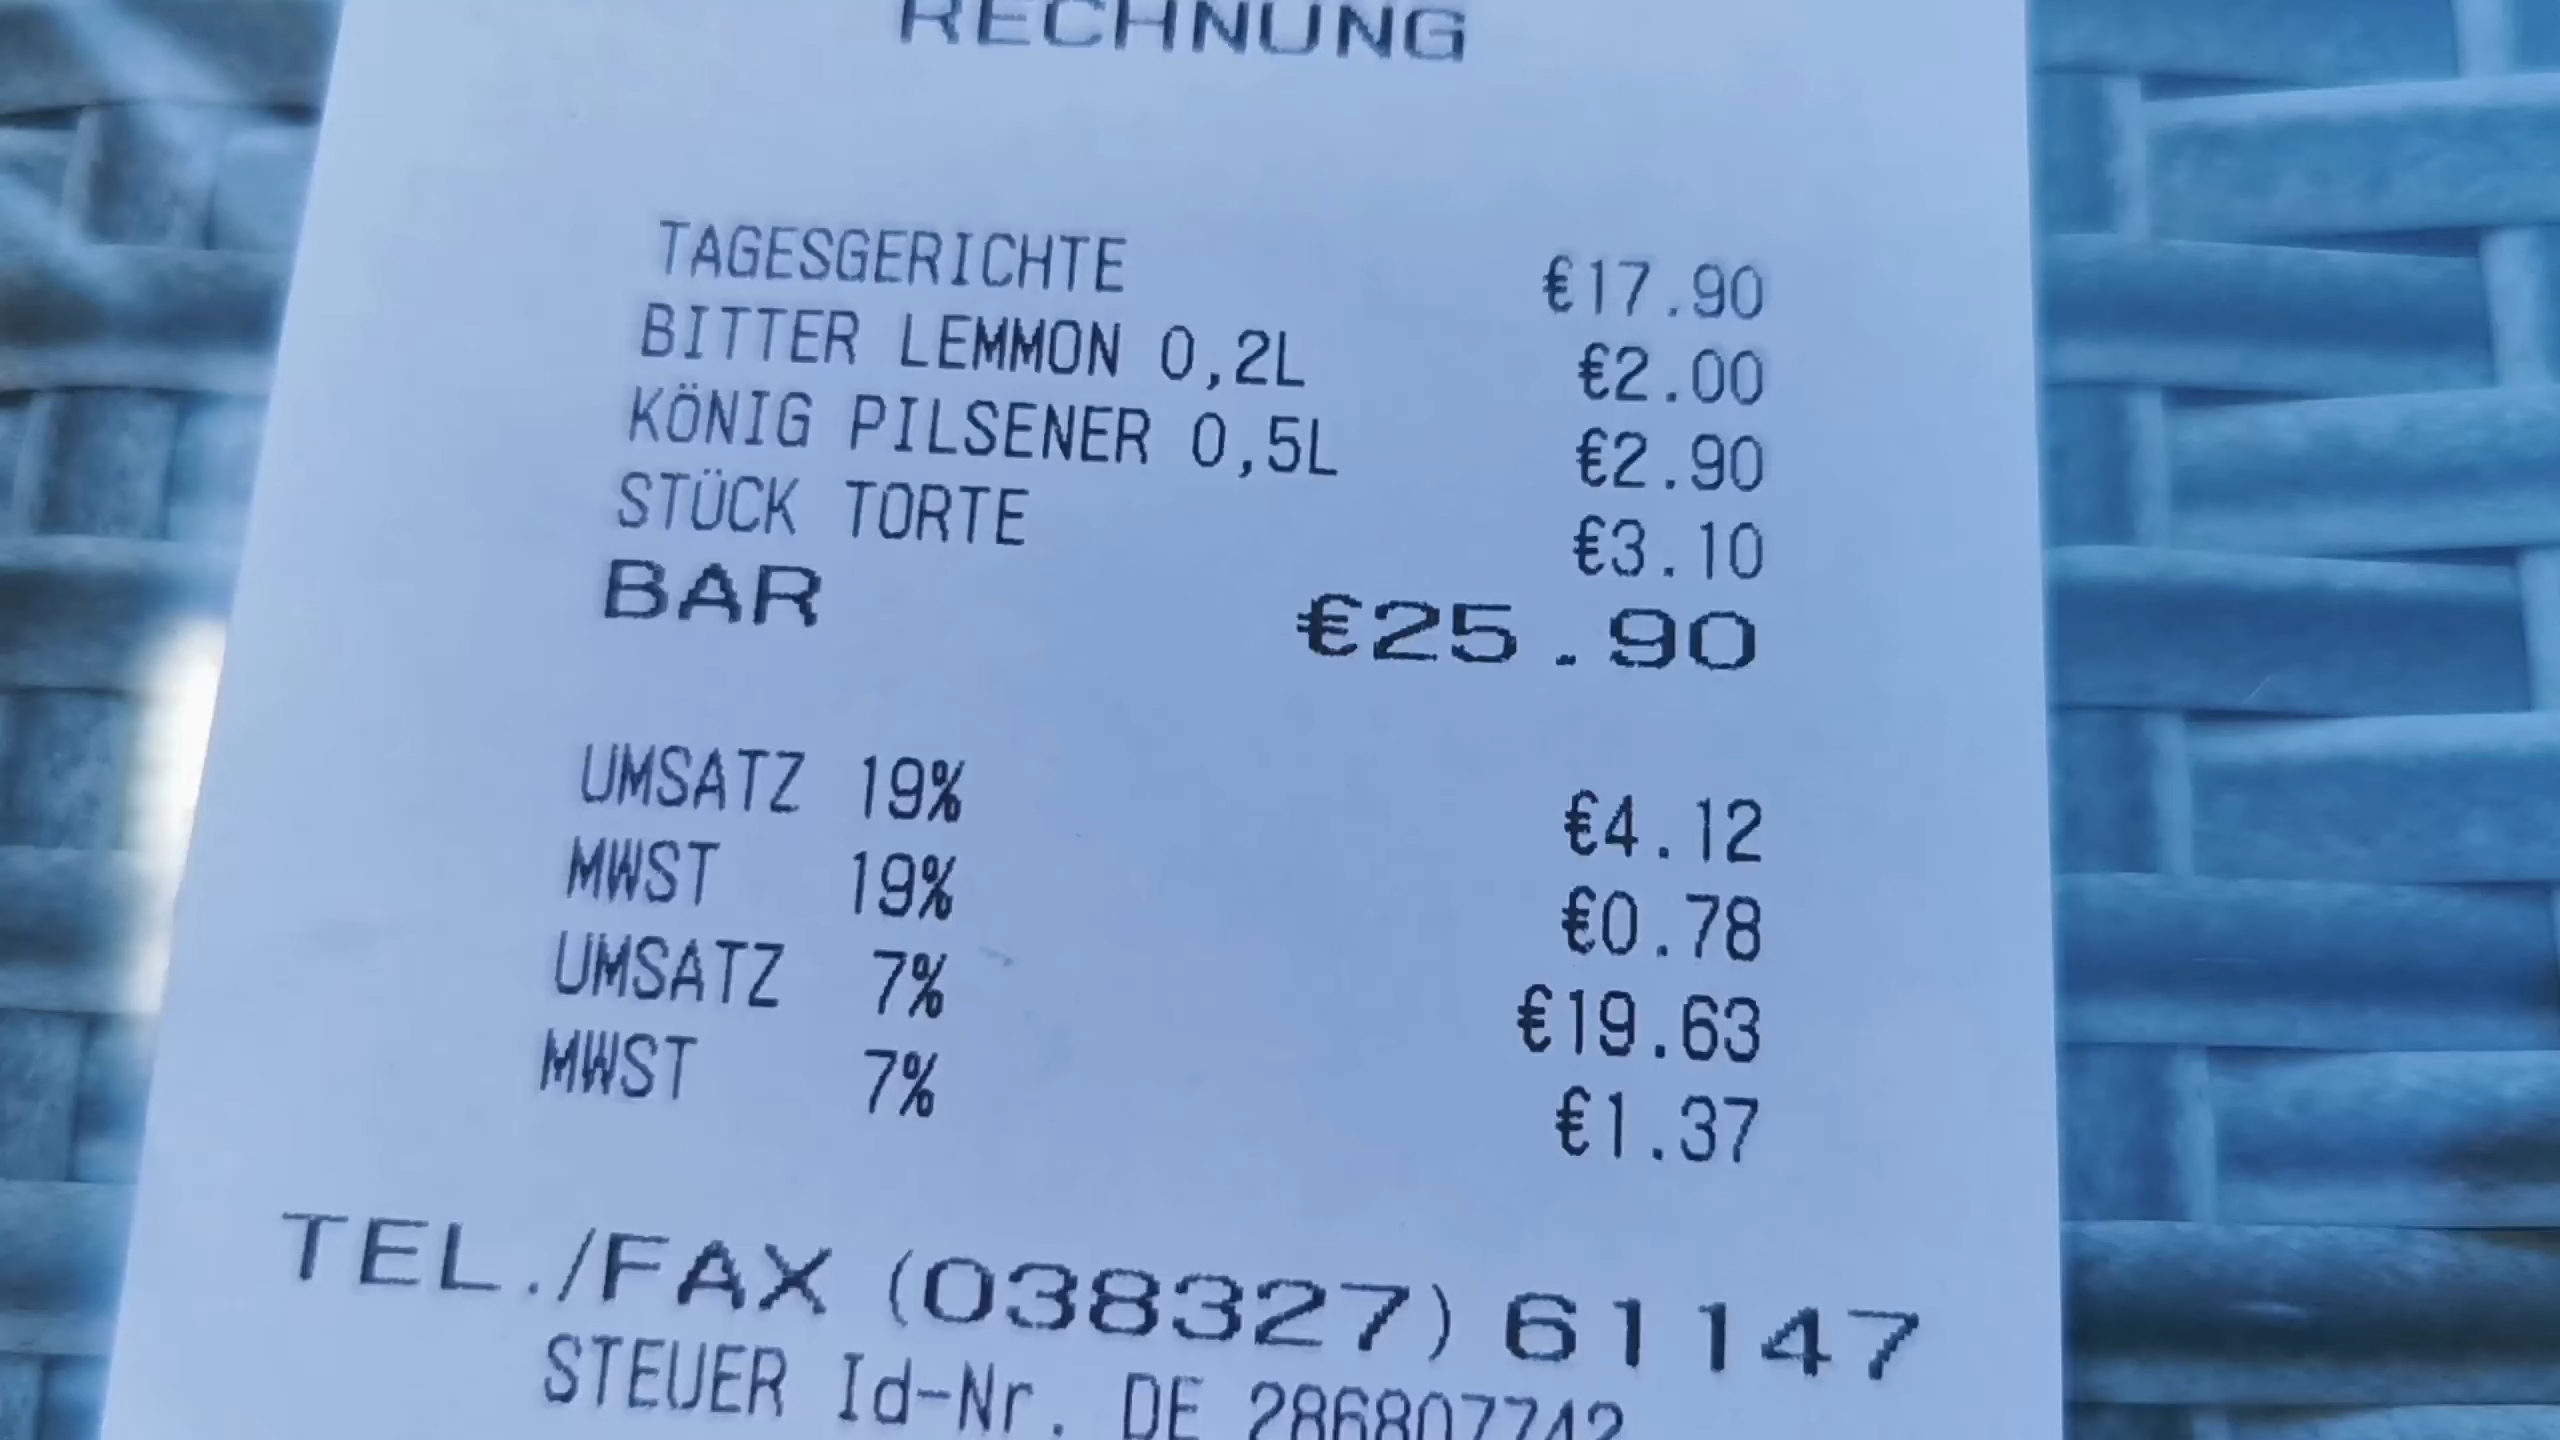 RECHNUNG
TAGESGERICHTE €17.90
BITTER LEMMON 0,2L €2.00
KÖNIG PILSENER 0,5L €2.90
STÜCK TORTE €3.10
BAR €25.90
UMSATZ 19% €4.12
MWST 19% €0.78
UMSATZ 7% €19.63
MWST 7% €1.37
TEL./FAX (038327) 61147
STEUER Id-Nr. DE 286807742